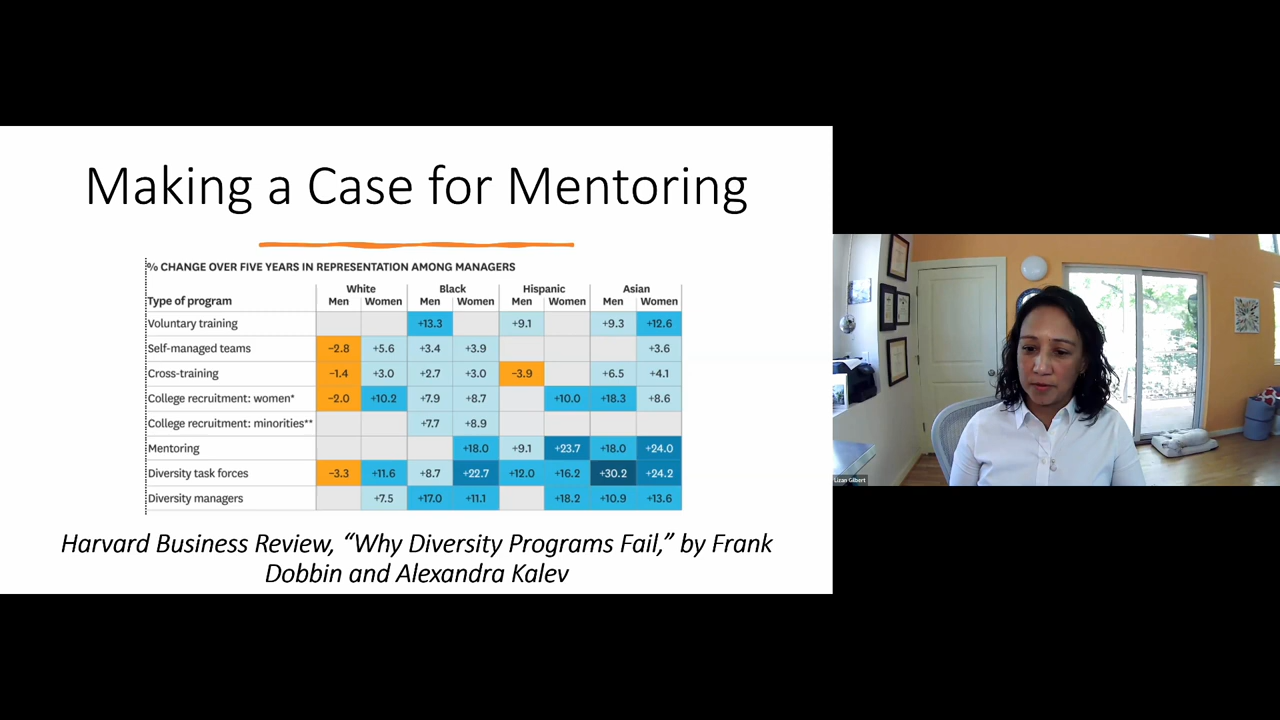 Making a Case for Mentoring
% CHANGE OVER FIVE YEARS IN REPRESENTATION AMONG MANAGERS
White Black Hispanic Asian
Type of program Men Women Men Women Men Women Men Women
Voluntary training +13.3 +9.1 +9.3 +12.6
Self-managed teams −2.8 +5.6 +3.4 +3.9 +3.6
Cross-training −1.4 +3.0 +2.7 +3.0 −3.9 +6.5 +4.1
College recruitment: women* −2.0 +10.2 +7.9 +8.7 +10.0 +18.3 +8.6
College recruitment: minorities** +7.7 +8.9
Mentoring +18.0 +9.1 +23.7 +18.0 +24.0
Diversity task forces −3.3 +11.6 +8.7 +22.7 +12.0 +16.2 +30.2 +24.2
Diversity managers +7.5 +17.0 +11.1 +18.2 +10.9 +13.6
Harvard Business Review, “Why Diversity Programs Fail,” by Frank
Dobbin and Alexandra Kalev
Lizan Gilbert